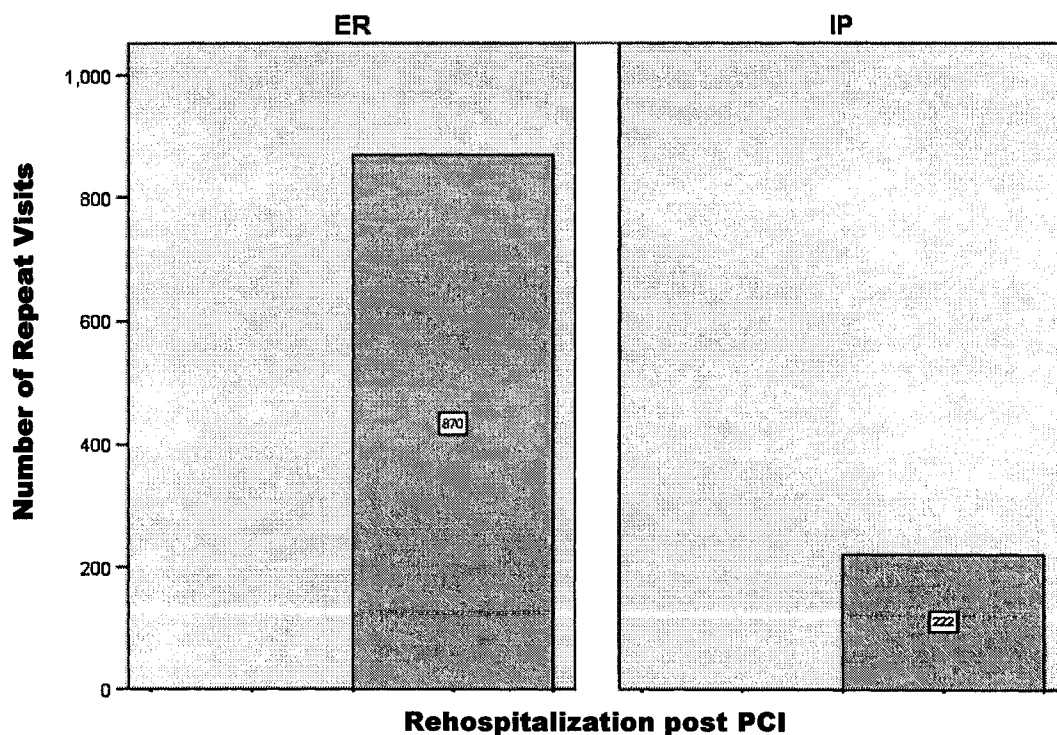 ER
IP
Number of Repeat Visits
1,000
800
600
400
200
0
870
222
Rehospitalization post PCI